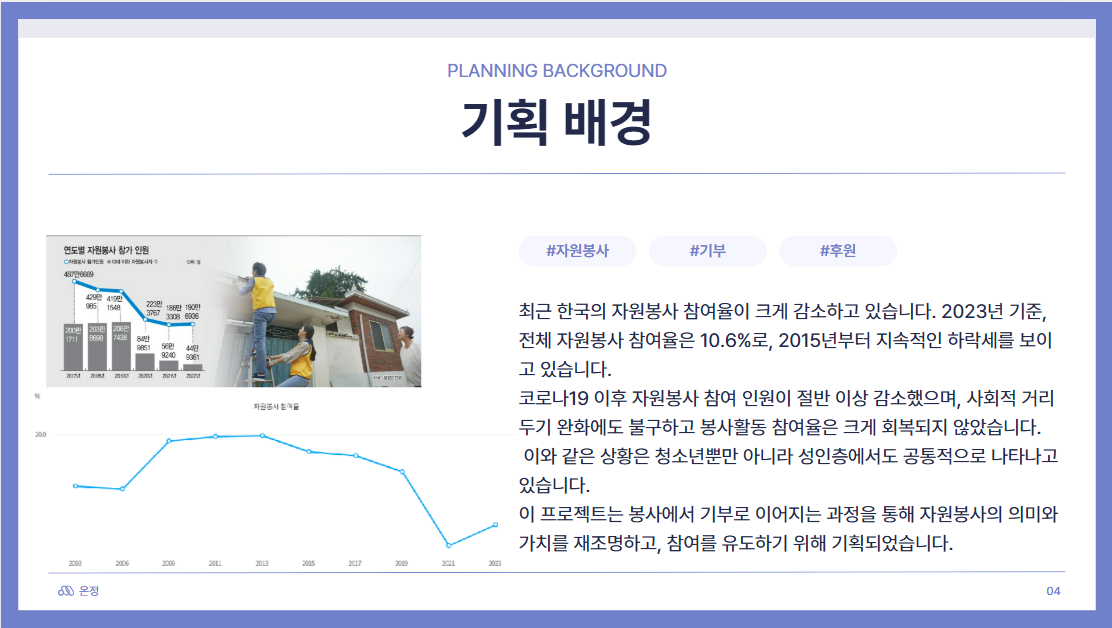 PLANNING BACKGROUND
기획 배경
연도별 자원봉사 참가 인원
487만6669
429만
985
419만
1548
223만
3767
186만
3308
190만
6936
200만
1711
203만
8698
206만
7438
84만
9851
56만
9240
44만
9361
2017년 2018년 2019년 2020년 2021년 2022년
%
자원봉사 참여율
20.0
2003 2006 2009 2011 2013 2015 2017 2019 2021 2023
#자원봉사 #기부 #후원
최근 한국의 자원봉사 참여율이 크게 감소하고 있습니다. 2023년 기준,
전체 자원봉사 참여율은 10.6%로, 2015년부터 지속적인 하락세를 보이
고 있습니다.
코로나19 이후 자원봉사 참여 인원이 절반 이상 감소했으며, 사회적 거리
두기 완화에도 불구하고 봉사활동 참여율은 크게 회복되지 않았습니다.
이와 같은 상황은 청소년뿐만 아니라 성인층에서도 공통적으로 나타나고
있습니다.
이 프로젝트는 봉사에서 기부로 이어지는 과정을 통해 자원봉사의 의미와
가치를 재조명하고, 참여를 유도하기 위해 기획되었습니다.
온정
04